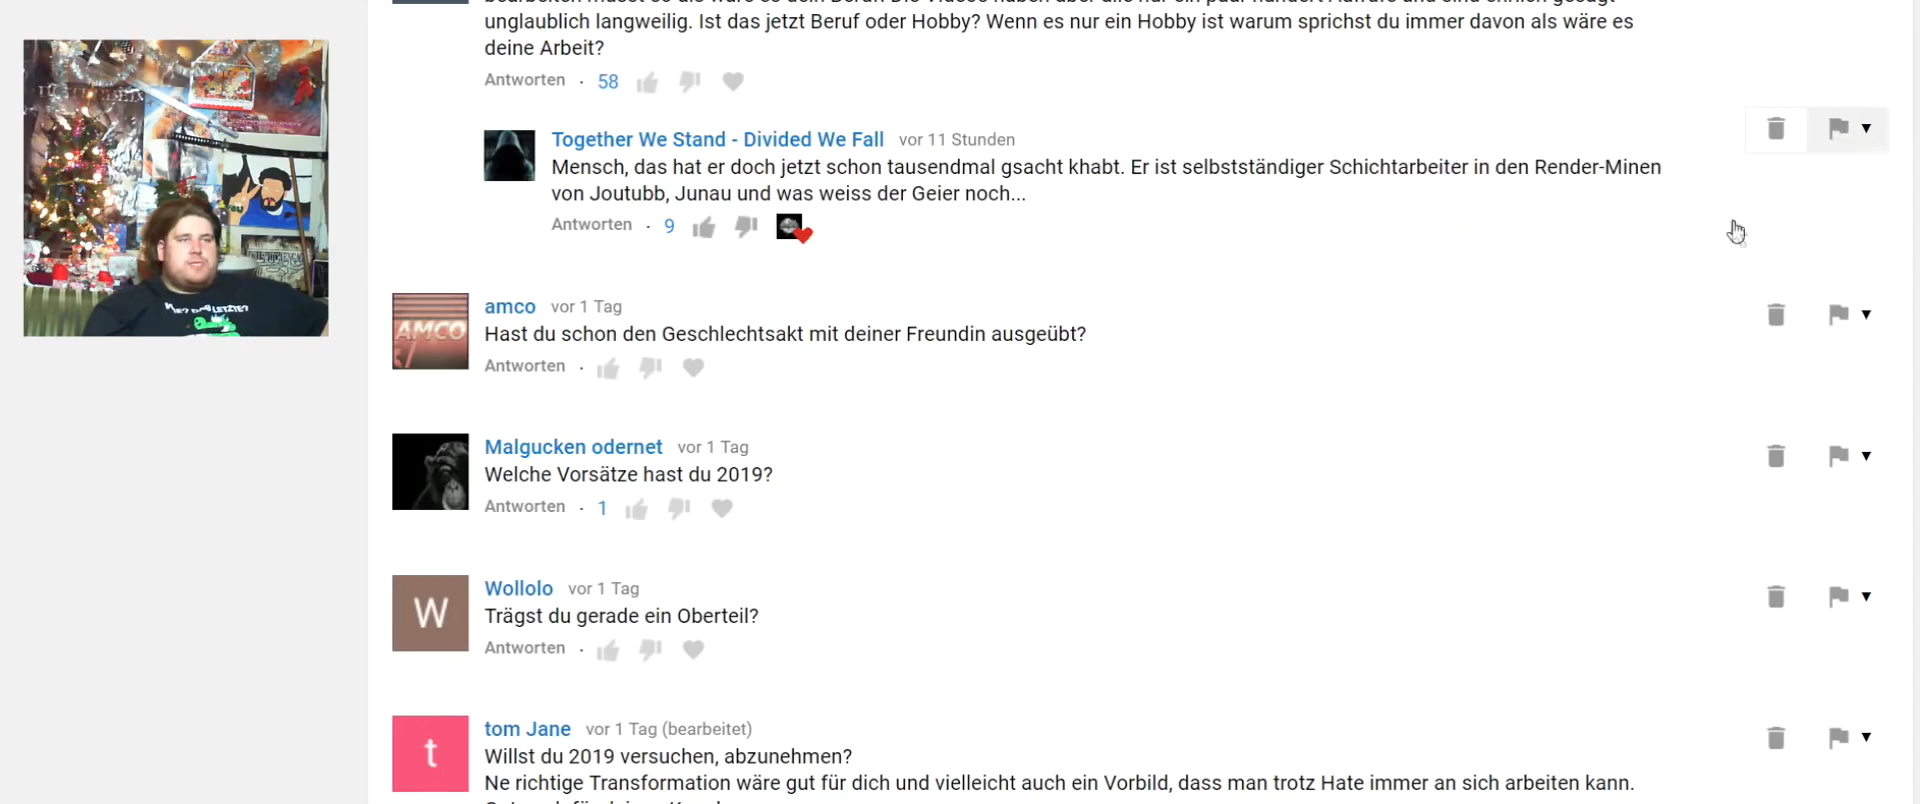 unglaublich langweilig. Ist das jetzt Beruf oder Hobby? Wenn es nur ein Hobby ist warum sprichst du immer davon als wäre es
deine Arbeit?
Antworten · 58
Together We Stand - Divided We Fall vor 11 Stunden
Mensch, das hat er doch jetzt schon tausendmal gsacht khabt. Er ist selbstständiger Schichtarbeiter in den Render-Minen
von Joutubb, Junau und was weiss der Geier noch...
Antworten · 9
AMCO
amco vor 1 Tag
Hast du schon den Geschlechtsakt mit deiner Freundin ausgeübt?
Antworten ·
Malgucken odernet vor 1 Tag
Welche Vorsätze hast du 2019?
Antworten · 1
W
Wollolo vor 1 Tag
Trägst du gerade ein Oberteil?
Antworten ·
t
tom Jane vor 1 Tag (bearbeitet)
Willst du 2019 versuchen, abzunehmen?
Ne richtige Transformation wäre gut für dich und vielleicht auch ein Vorbild, dass man trotz Hate immer an sich arbeiten kann.